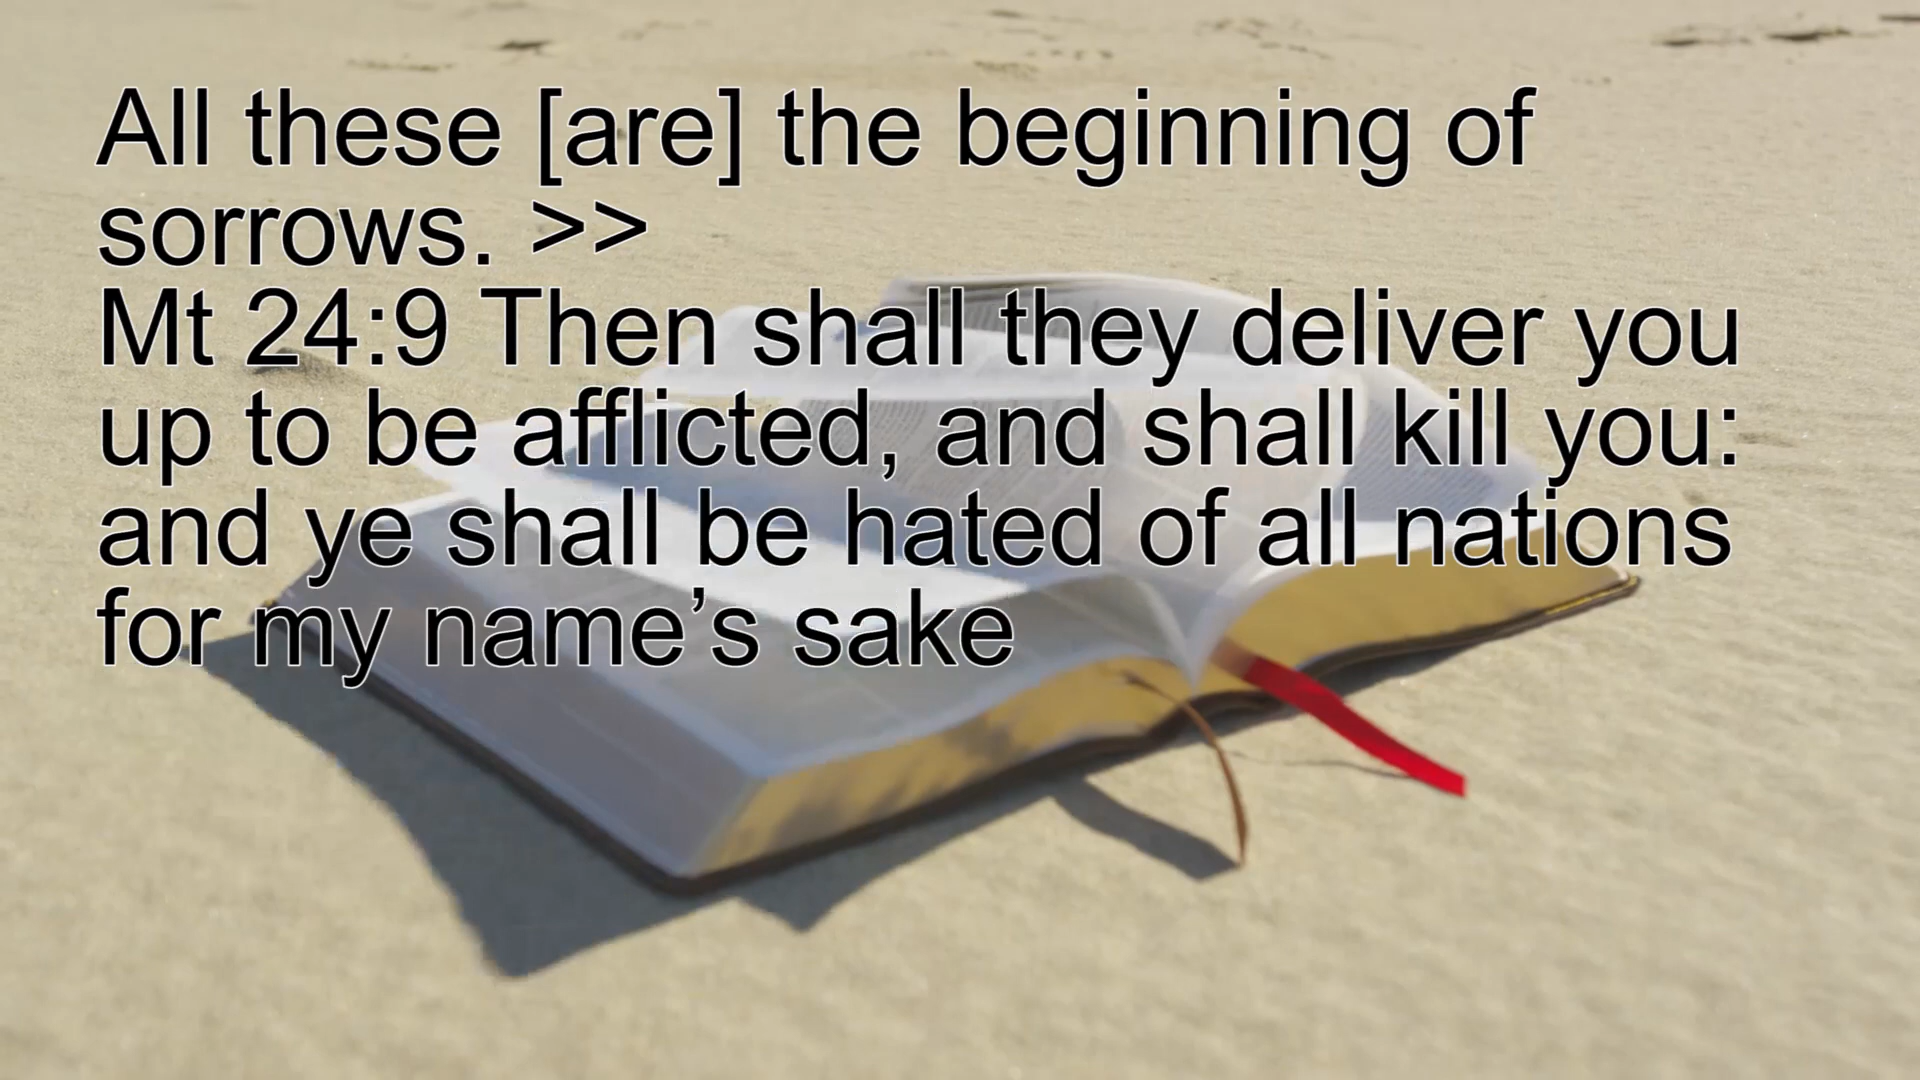 All these [are] the beginning of
sorrows. >>
Mt 24:9 Then shall they deliver you
up to be afflicted, and shall kill you:
and ye shall be hated of all nations
for my name’s sake